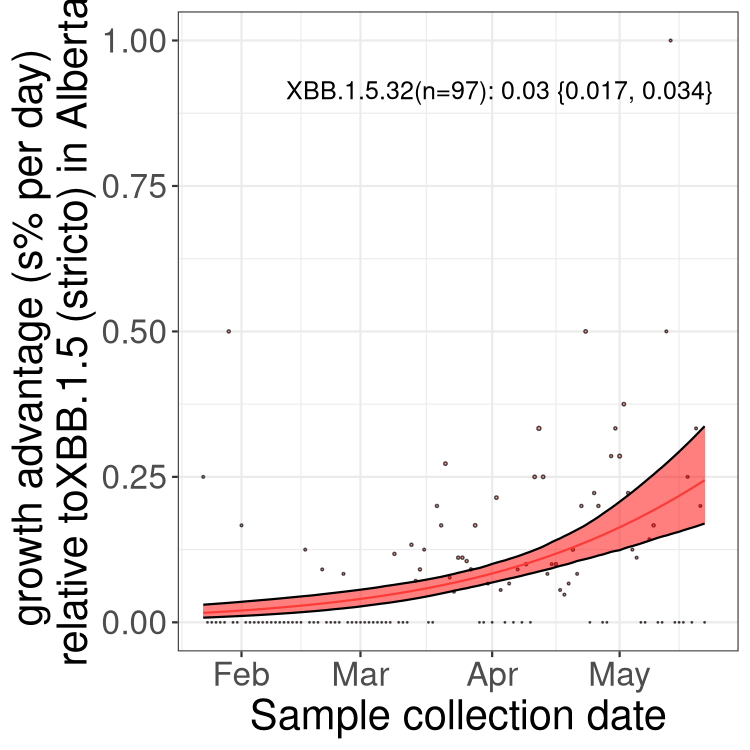 growth advantage (s% per day)
relative toXBB.1.5 (stricto) in Alberta
1.00
XBB.1.5.32(n=97): 0.03 {0.017, 0.034}
0.75
0.50
0.25
0.00
Feb Mar Apr May
Sample collection date